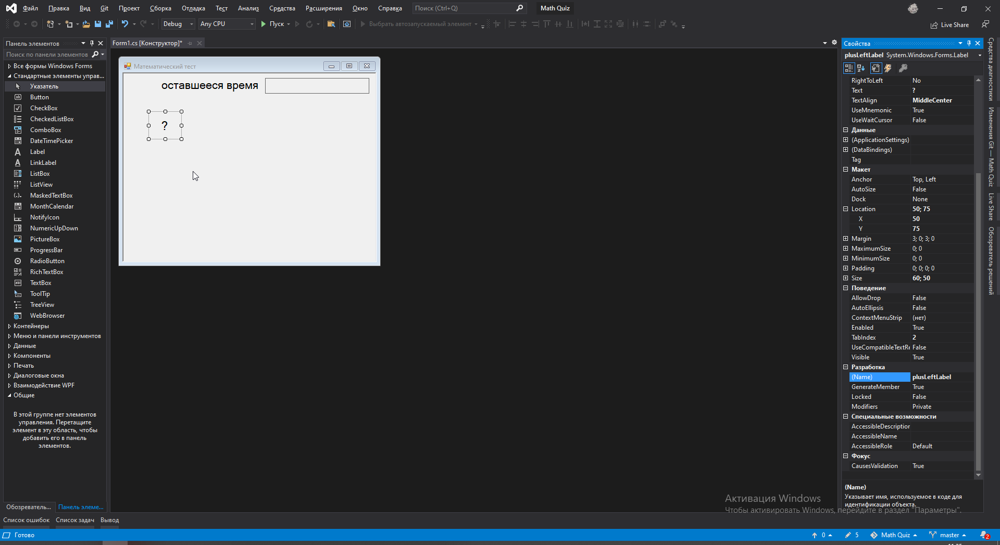 Файл Правка Вид Git Проект Сборка Отладка Тест Анализ Средства Расширения Окно Справка Поиск (Ctrl+Q) Math Quiz
Debug Any CPU Пуск Выбрать автозапускаемый элемент Live Share
Панель элементов
Поиск по панели элементов
Все формы Windows Forms
Стандартные элементы управ...
Указатель
Button
CheckBox
CheckedListBox
ComboBox
DateTimePicker
Label
LinkLabel
ListBox
ListView
MaskedTextBox
MonthCalendar
NotifyIcon
NumericUpDown
PictureBox
ProgressBar
RadioButton
RichTextBox
TextBox
ToolTip
TreeView
WebBrowser
Контейнеры
Меню и панели инструментов
Данные
Компоненты
Печать
Диалоговые окна
Взаимодействие WPF
Общие
В этой группе нет элементов
управления. Перетащите
элемент в эту область, чтобы
добавить его в панель
элементов.
Обозреватель... Панель элеме...
Form1.cs [Конструктор]*
Математический тест
оставшееся время
?
Свойства
plusLeftLabel System.Windows.Forms.Label
RightToLeft No
Text ?
TextAlign MiddleCenter
UseMnemonic True
UseWaitCursor False
Данные
(ApplicationSettings)
(DataBindings)
Tag
Макет
Anchor Top, Left
AutoSize False
Dock None
Location 50; 75
X 50
Y 75
Margin 3; 0; 3; 0
MaximumSize 0; 0
MinimumSize 0; 0
Padding 0; 0; 0; 0
Size 60; 50
Поведение
AllowDrop False
AutoEllipsis False
ContextMenuStrip (нет)
Enabled True
TabIndex 2
UseCompatibleTextRe False
Visible True
Разработка
(Name) plusLeftLabel
GenerateMember True
Locked False
Modifiers Private
Специальные возможности
AccessibleDescription
AccessibleName
AccessibleRole Default
Фокус
CausesValidation True
(Name)
Указывает имя, используемое в коде для
идентификации объекта.
Средства диагностики
Изменения Git — Math Quiz
Live Share
Обозреватель решений
Активация Windows
Чтобы активировать Windows, перейдите в раздел "Параметры".
Список ошибок Список задач Вывод
Готово 0 5 Math Quiz master 2